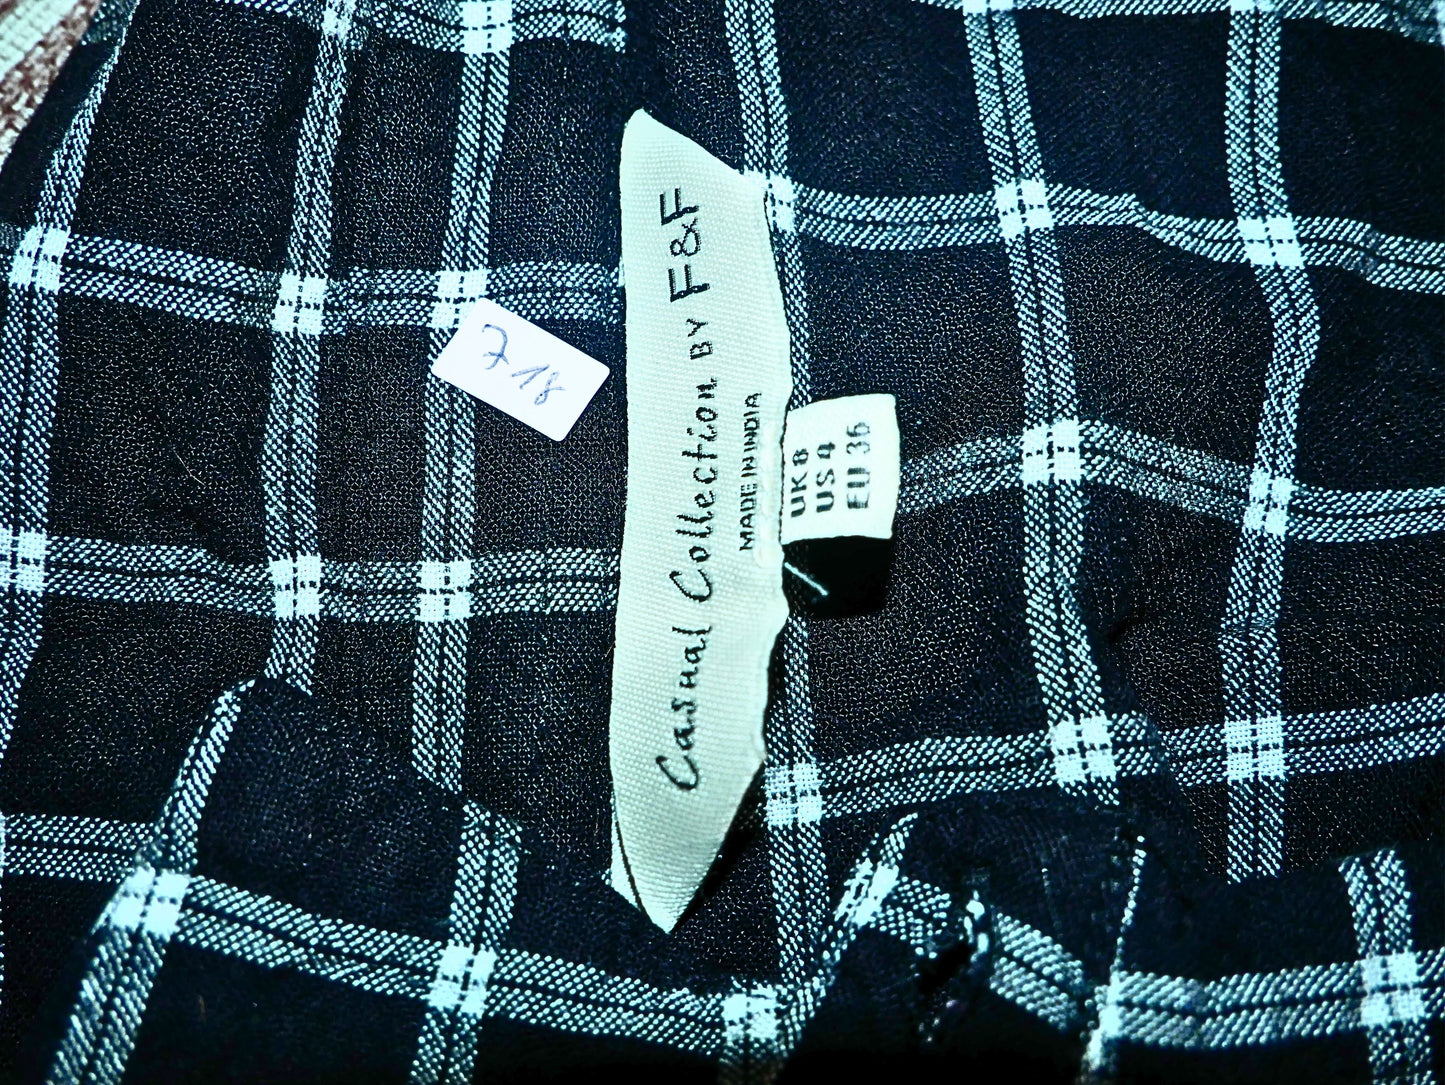 Casual Collection BY F&F
MADE IN INDIA
UK 8
US 4
EU 36
718